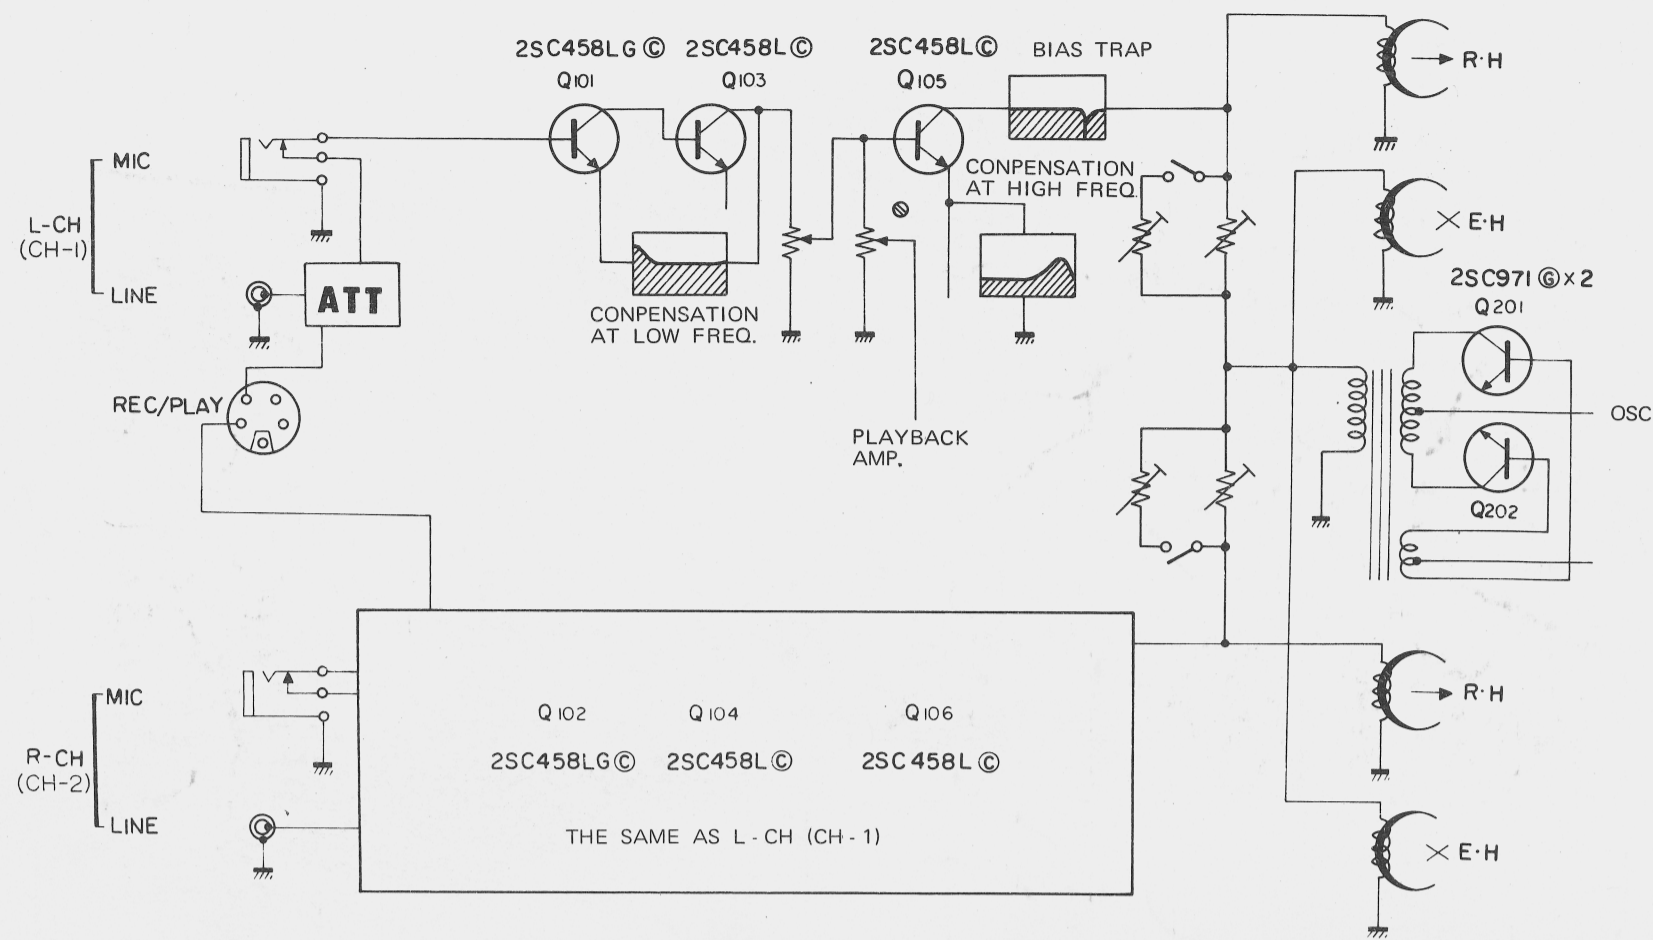 2SC458LG Ⓒ 2SC458L Ⓒ 2SC458L Ⓒ BIAS TRAP
Q101 Q103 Q105
R·H
MIC
L-CH
(CH-1)
LINE
ATT
CONPENSATION
AT HIGH FREQ.
E·H
2SC971 Ⓖ×2
Q201
CONPENSATION
AT LOW FREQ.
REC/PLAY
PLAYBACK
AMP.
OSC
Q202
MIC
R-CH
(CH-2)
LINE
Q102 Q104 Q106
2SC458LG Ⓒ 2SC458L Ⓒ 2SC458L Ⓒ
THE SAME AS L - CH (CH - 1)
R·H
E·H